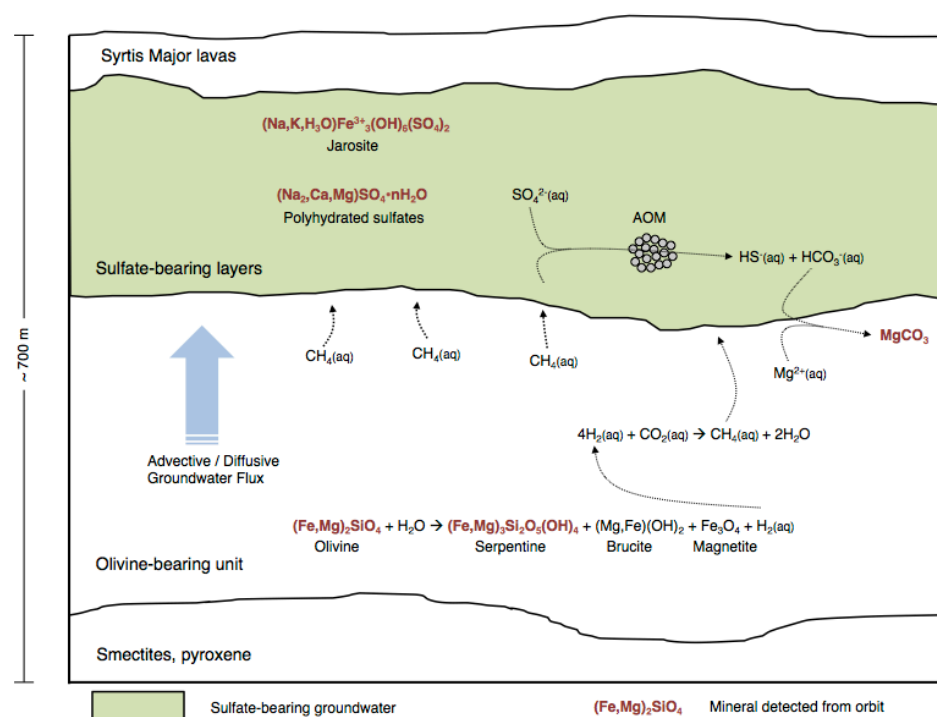 ~ 700 m
Syrtis Major lavas
(Na,K,H₃O)Fe³⁺₃(OH)₆(SO₄)₂
Jarosite
(Na₂,Ca,Mg)SO₄•nH₂O
Polyhydrated sulfates
SO₄²⁻(aq)
AOM
HS⁻(aq) + HCO₃⁻(aq)
Sulfate-bearing layers
MgCO₃
CH₄(aq)
CH₄(aq)
CH₄(aq)
Mg²⁺(aq)
4H₂(aq) + CO₂(aq) → CH₄(aq) + 2H₂O
Advective / Diffusive
Groundwater Flux
(Fe,Mg)₂SiO₄ + H₂O → (Fe,Mg)₃Si₂O₅(OH)₄ + (Mg,Fe)(OH)₂ + Fe₃O₄ + H₂(aq)
Olivine Serpentine Brucite Magnetite
Olivine-bearing unit
Smectites, pyroxene
Sulfate-bearing groundwater
(Fe,Mg)₂SiO₄ Mineral detected from orbit